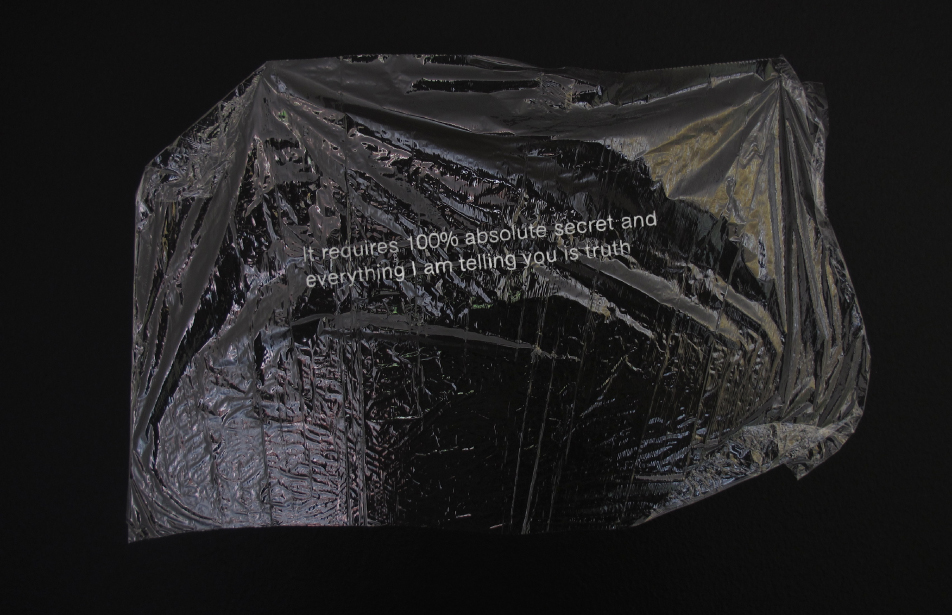 It requires 100% absolute secret and
everything I am telling you is truth